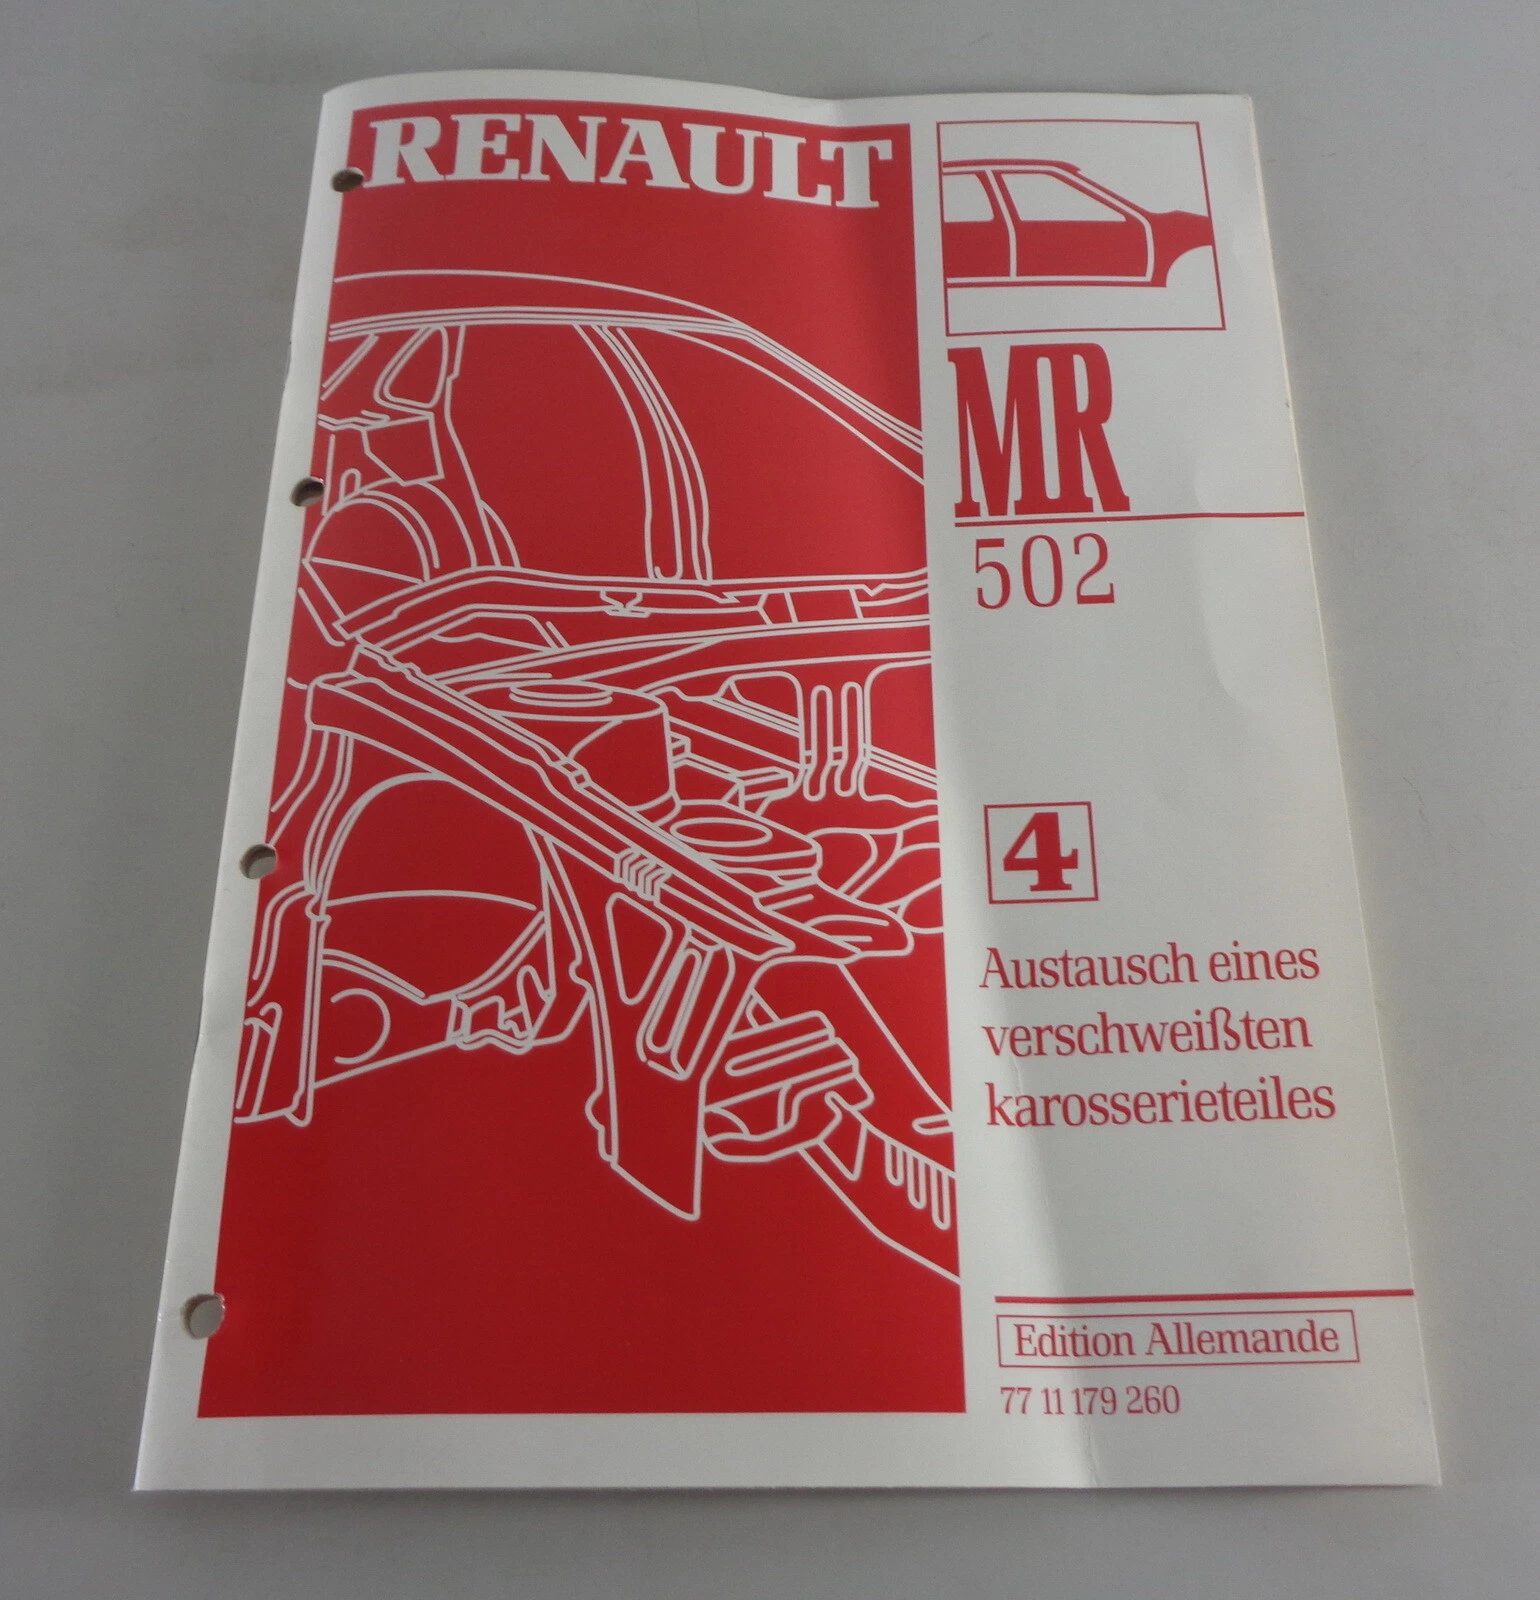 RENAULT
MR
502
4
Austausch eines
verschweißten
karosserieteiles
Edition Allemande
77 11 179 260